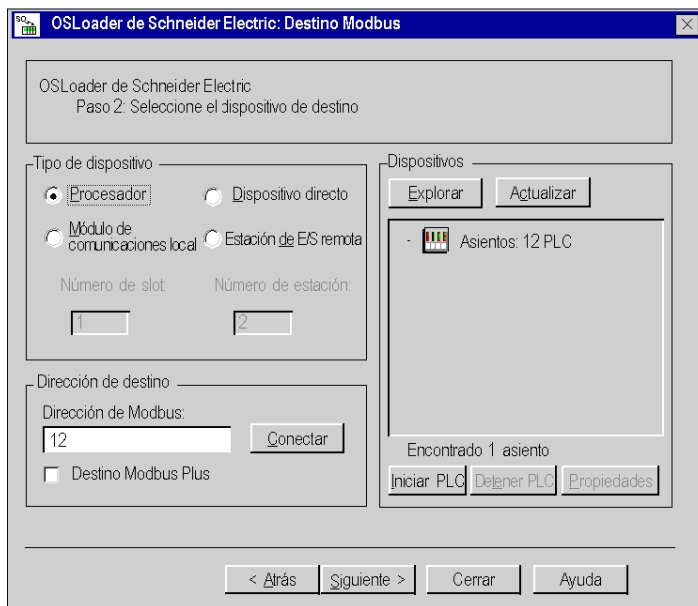 OSLoader de Schneider Electric: Destino Modbus
OSLoader de Schneider Electric
Paso 2: Seleccione el dispositivo de destino
Tipo de dispositivo
Procesador
Dispositivo directo
Módulo de
comunicaciones local
Estación de E/S remota
Número de slot:
Número de estación:
1
2
Dirección de destino
Dirección de Modbus:
12
Conectar
Destino Modbus Plus
Dispositivos
Explorar
Actualizar
- Asientos: 12 PLC
Encontrado 1 asiento
Iniciar PLC
Detener PLC
Propiedades
< Atrás
Siguiente >
Cerrar
Ayuda